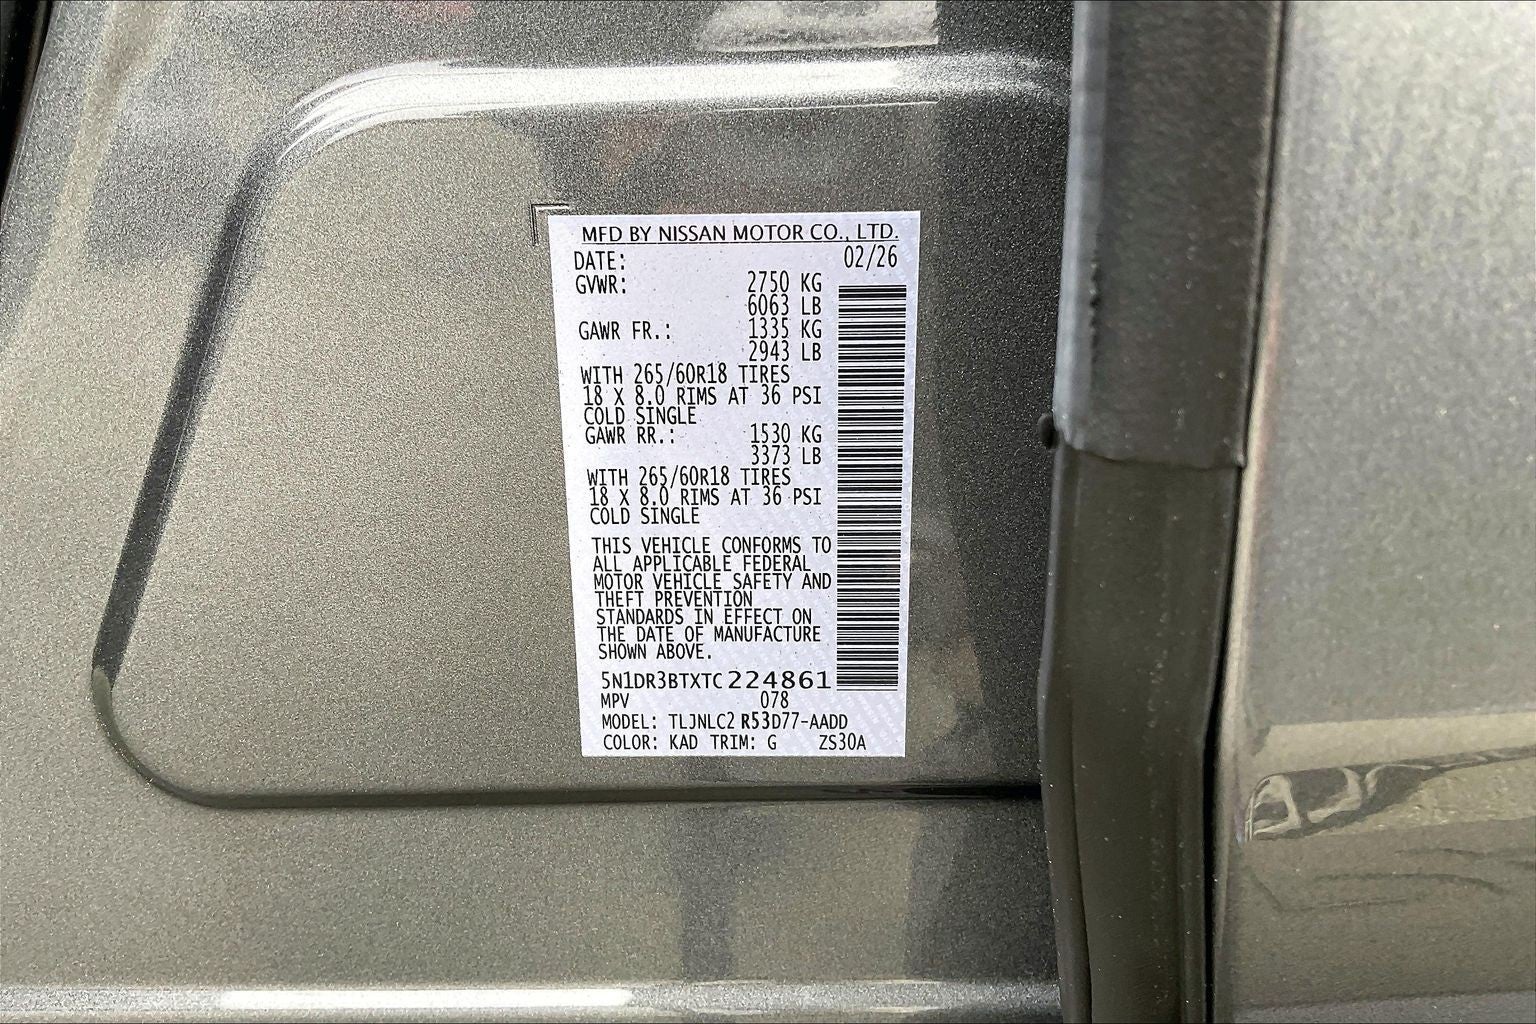 MFD BY NISSAN MOTOR CO., LTD.
DATE: 02/26
GVWR: 2750 KG
6063 LB
GAWR FR.: 1335 KG
2943 LB
WITH 265/60R18 TIRES
18 X 8.0 RIMS AT 36 PSI
COLD SINGLE
GAWR RR.: 1530 KG
3373 LB
WITH 265/60R18 TIRES
18 X 8.0 RIMS AT 36 PSI
COLD SINGLE
THIS VEHICLE CONFORMS TO
ALL APPLICABLE FEDERAL
MOTOR VEHICLE SAFETY AND
THEFT PREVENTION
STANDARDS IN EFFECT ON
THE DATE OF MANUFACTURE
SHOWN ABOVE.
5N1DR3BTXTC224861
MPV 078
MODEL: TLJNLC2 R53D77-AADD
COLOR: KAD TRIM: G ZS30A